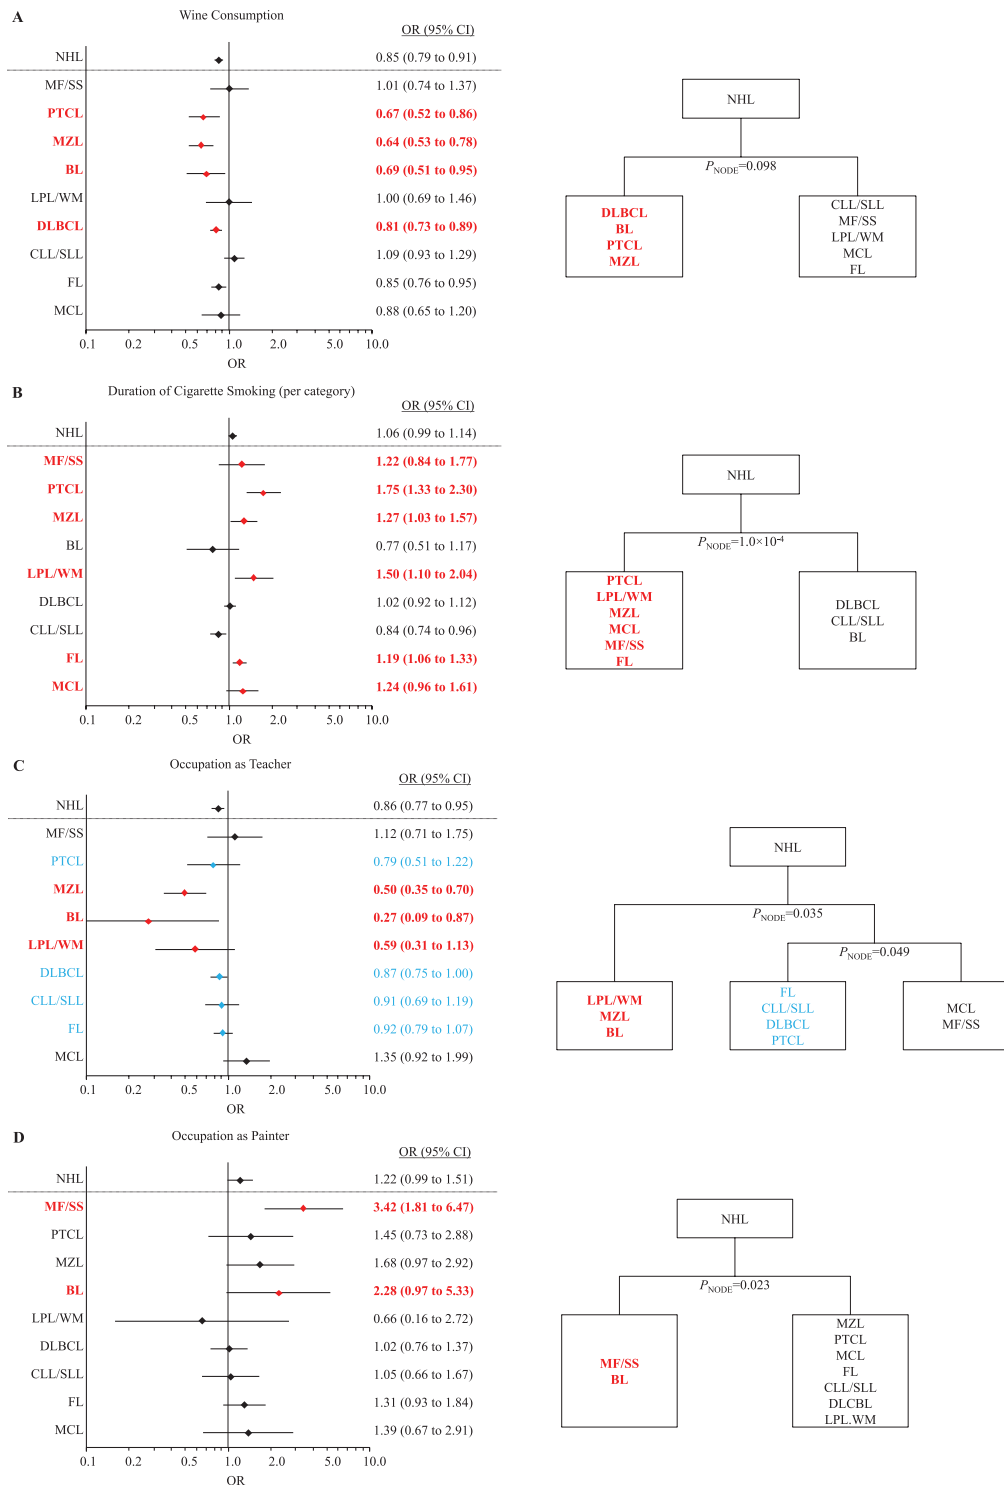 A
Wine Consumption
OR (95% CI)
NHL 0.85 (0.79 to 0.91)
MF/SS 1.01 (0.74 to 1.37)
PTCL 0.67 (0.52 to 0.86)
MZL 0.64 (0.53 to 0.78)
BL 0.69 (0.51 to 0.95)
LPL/WM 1.00 (0.69 to 1.46)
DLBCL 0.81 (0.73 to 0.89)
CLL/SLL 1.09 (0.93 to 1.29)
FL 0.85 (0.76 to 0.95)
MCL 0.88 (0.65 to 1.20)
0.1 0.2 0.5 1.0 2.0 5.0 10.0
OR
NHL
PNODE=0.098
DLBCL
BL
PTCL
MZL
CLL/SLL
MF/SS
LPL/WM
MCL
FL
B
Duration of Cigarette Smoking (per category)
OR (95% CI)
NHL 1.06 (0.99 to 1.14)
MF/SS 1.22 (0.84 to 1.77)
PTCL 1.75 (1.33 to 2.30)
MZL 1.27 (1.03 to 1.57)
BL 0.77 (0.51 to 1.17)
LPL/WM 1.50 (1.10 to 2.04)
DLBCL 1.02 (0.92 to 1.12)
CLL/SLL 0.84 (0.74 to 0.96)
FL 1.19 (1.06 to 1.33)
MCL 1.24 (0.96 to 1.61)
0.1 0.2 0.5 1.0 2.0 5.0 10.0
OR
NHL
PNODE=1.0×10-4
PTCL
LPL/WM
MZL
MCL
MF/SS
FL
DLBCL
CLL/SLL
BL
C
Occupation as Teacher
OR (95% CI)
NHL 0.86 (0.77 to 0.95)
MF/SS 1.12 (0.71 to 1.75)
PTCL 0.79 (0.51 to 1.22)
MZL 0.50 (0.35 to 0.70)
BL 0.27 (0.09 to 0.87)
LPL/WM 0.59 (0.31 to 1.13)
DLBCL 0.87 (0.75 to 1.00)
CLL/SLL 0.91 (0.69 to 1.19)
FL 0.92 (0.79 to 1.07)
MCL 1.35 (0.92 to 1.99)
0.1 0.2 0.5 1.0 2.0 5.0 10.0
OR
NHL
PNODE=0.035
PNODE=0.049
LPL/WM
MZL
BL
FL
CLL/SLL
DLBCL
PTCL
MCL
MF/SS
D
Occupation as Painter
OR (95% CI)
NHL 1.22 (0.99 to 1.51)
MF/SS 3.42 (1.81 to 6.47)
PTCL 1.45 (0.73 to 2.88)
MZL 1.68 (0.97 to 2.92)
BL 2.28 (0.97 to 5.33)
LPL/WM 0.66 (0.16 to 2.72)
DLBCL 1.02 (0.76 to 1.37)
CLL/SLL 1.05 (0.66 to 1.67)
FL 1.31 (0.93 to 1.84)
MCL 1.39 (0.67 to 2.91)
0.1 0.2 0.5 1.0 2.0 5.0 10.0
OR
NHL
PNODE=0.023
MF/SS
BL
MZL
PTCL
MCL
FL
CLL/SLL
DLCBL
LPL.WM